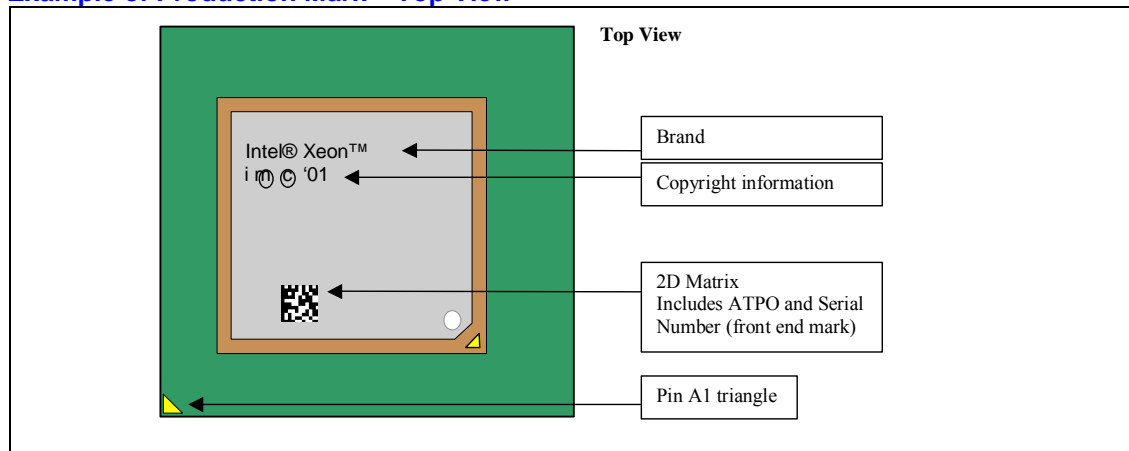 Example of Production Mark – Top View
Top View
Intel® Xeon™
i m c '01
Brand
Copyright information
2D Matrix
Includes ATPO and Serial
Number (front end mark)
Pin A1 triangle